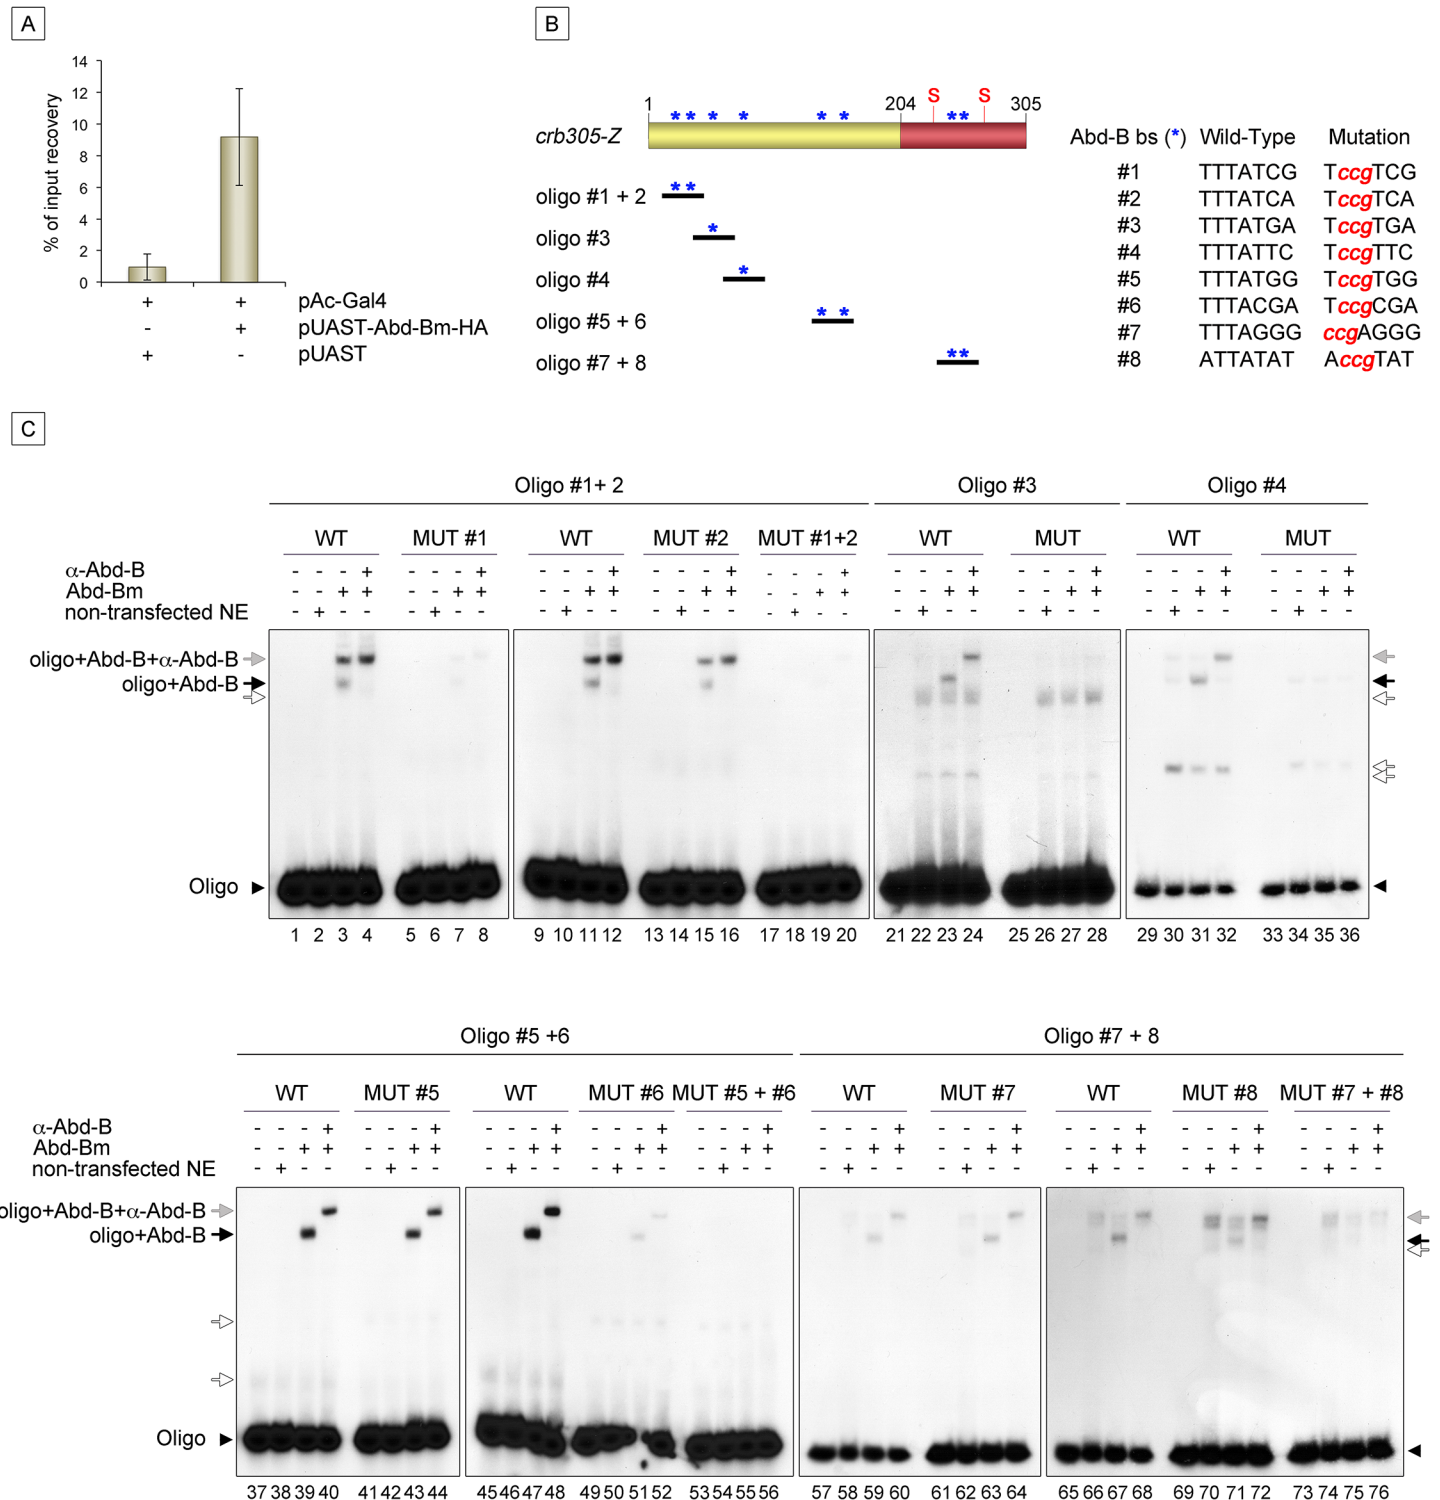 A
14
12
10
8
6
4
2
0
% of input recovery
+ + pAc-Gal4
- + pUAST-Abd-Bm-HA
+ - pUAST
B
1 204 S S 305
crb305-Z ** * * * * **
oligo #1 + 2 **
oligo #3 *
oligo #4 *
oligo #5 + 6 * *
oligo #7 + 8 **
Abd-B bs (*) Wild-Type Mutation
#1 TTTATCG TccgTCG
#2 TTTATCA TccgTCA
#3 TTTATGA TccgTGA
#4 TTTATTC TccgTTC
#5 TTTATGG TccgTGG
#6 TTTACGA TccgCGA
#7 TTTAGGG ccgAGGG
#8 ATTATAT AccgTAT
C
Oligo #1+ 2 Oligo #3 Oligo #4
WT MUT #1 WT MUT #2 MUT #1+2 WT MUT WT MUT
α-Abd-B - - - + - - - + - - - + - - - + - - - + - - - + - - - + - - - + - - - +
Abd-Bm - - + + - - + + - - + + - - + + - - + + - - + + - - + + - - + + - - + +
non-transfected NE - + - - - + - - - + - - - + - - - + - - - + - - - + - - - + - - - + - -
oligo+Abd-B+α-Abd-B
oligo+Abd-B
Oligo
1 2 3 4 5 6 7 8 9 10 11 12 13 14 15 16 17 18 19 20 21 22 23 24 25 26 27 28 29 30 31 32 33 34 35 36
Oligo #5 +6 Oligo #7 + 8
WT MUT #5 WT MUT #6 MUT #5 + #6 WT MUT #7 WT MUT #8 MUT #7 + #8
α-Abd-B - - - + - - - + - - - + - - - + - - - + - - - + - - - + - - - + - - - + - - - +
Abd-Bm - - + + - - + + - - + + - - + + - - + + - - + + - - + + - - + + - - + + - - + +
non-transfected NE - + - - - + - - - + - - - + - - - + - - - + - - - + - - - + - - - + - - - + - -
oligo+Abd-B+α-Abd-B
oligo+Abd-B
Oligo
37 38 39 40 41 42 43 44 45 46 47 48 49 50 51 52 53 54 55 56 57 58 59 60 61 62 63 64 65 66 67 68 69 70 71 72 73 74 75 76